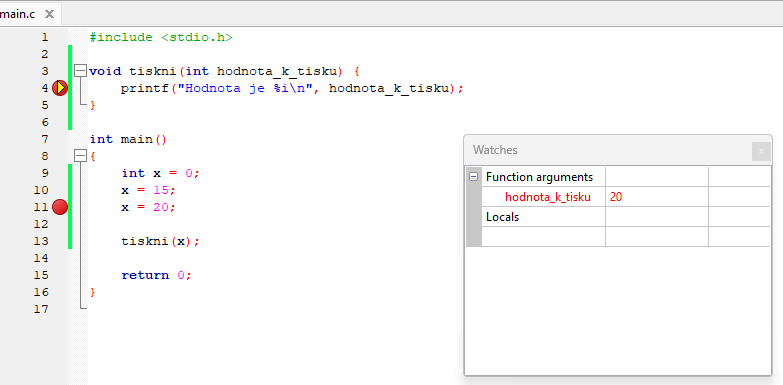 main.c
1 #include <stdio.h>
2
3 void tiskni(int hodnota_k_tisku) {
4 printf("Hodnota je %i\n", hodnota_k_tisku);
5 }
6
7 int main()
8 {
9 int x = 0;
10 x = 15;
11 x = 20;
12
13 tiskni(x);
14
15 return 0;
16 }
17
Watches
Function arguments
hodnota_k_tisku 20
Locals